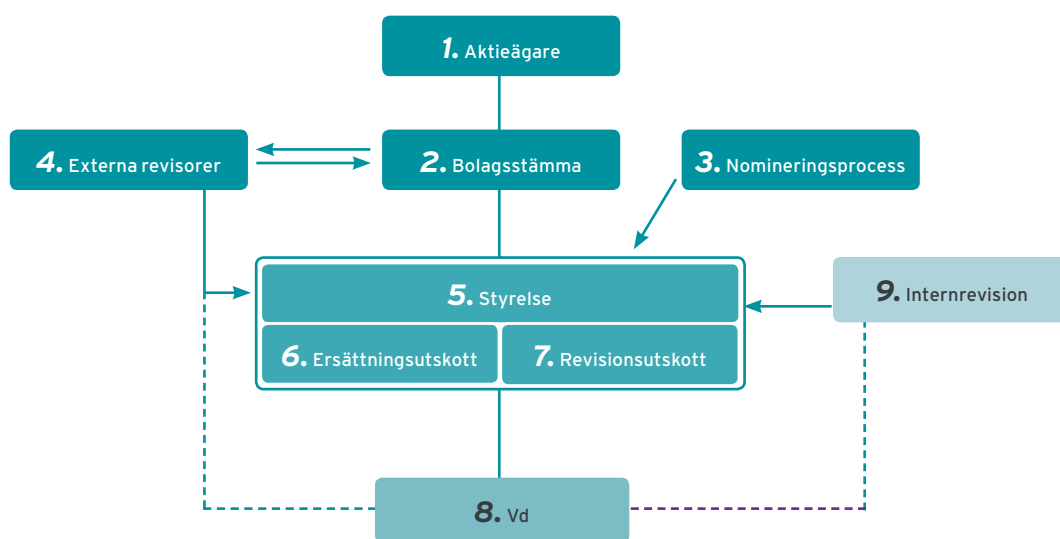 1. Aktieägare
4. Externa revisorer
2. Bolagsstämma
3. Nomineringsprocess
5. Styrelse
9. Internrevision
6. Ersättningsutskott
7. Revisionsutskott
8. Vd